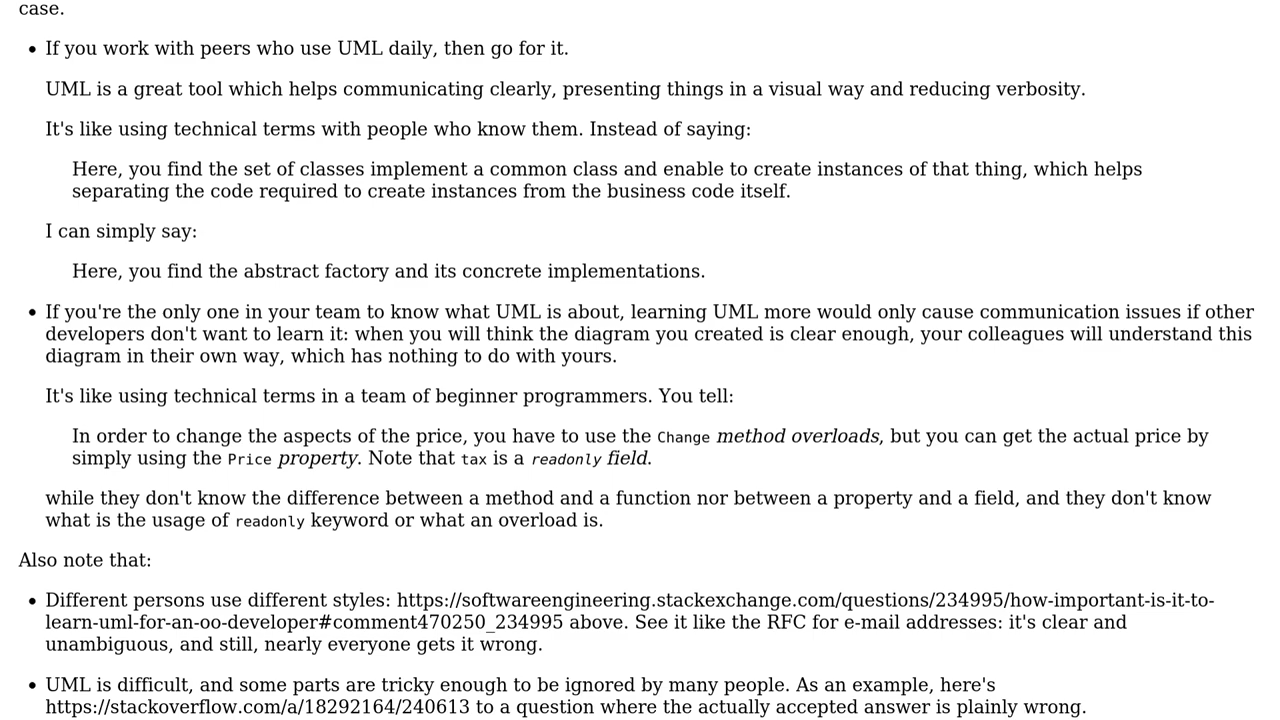 case.
• If you work with peers who use UML daily, then go for it.
UML is a great tool which helps communicating clearly, presenting things in a visual way and reducing verbosity.
It's like using technical terms with people who know them. Instead of saying:
Here, you find the set of classes implement a common class and enable to create instances of that thing, which helps
separating the code required to create instances from the business code itself.
I can simply say:
Here, you find the abstract factory and its concrete implementations.
• If you're the only one in your team to know what UML is about, learning UML more would only cause communication issues if other
developers don't want to learn it: when you will think the diagram you created is clear enough, your colleagues will understand this
diagram in their own way, which has nothing to do with yours.
It's like using technical terms in a team of beginner programmers. You tell:
In order to change the aspects of the price, you have to use the Change method overloads, but you can get the actual price by
simply using the Price property. Note that tax is a readonly field.
while they don't know the difference between a method and a function nor between a property and a field, and they don't know
what is the usage of readonly keyword or what an overload is.
Also note that:
• Different persons use different styles: https://softwareengineering.stackexchange.com/questions/234995/how-important-is-it-to-
learn-uml-for-an-oo-developer#comment470250_234995 above. See it like the RFC for e-mail addresses: it's clear and
unambiguous, and still, nearly everyone gets it wrong.
• UML is difficult, and some parts are tricky enough to be ignored by many people. As an example, here's
https://stackoverflow.com/a/18292164/240613 to a question where the actually accepted answer is plainly wrong.